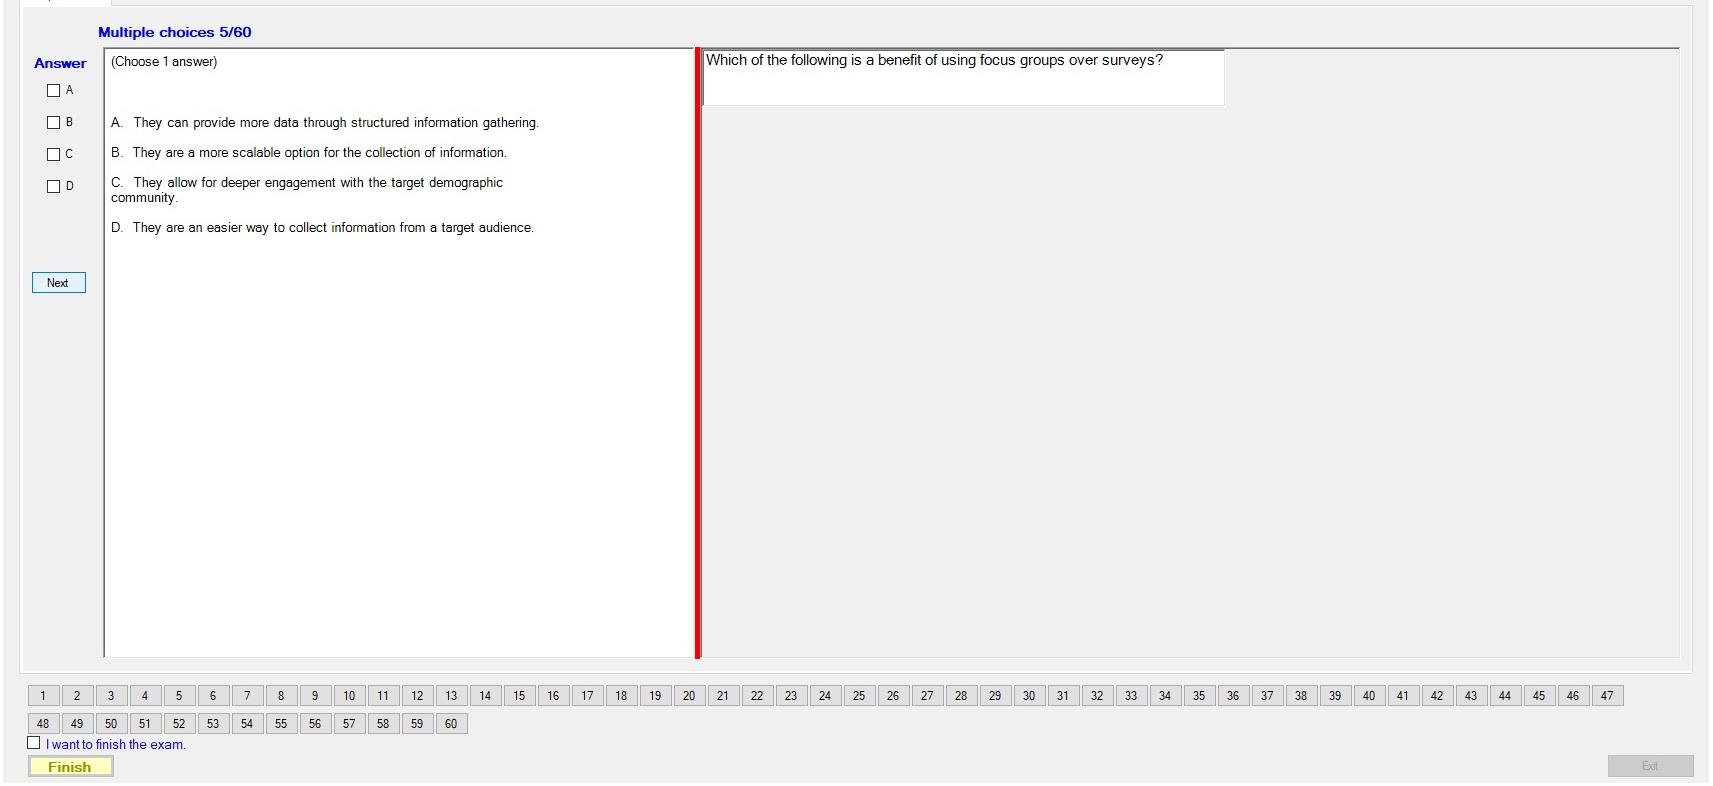 Multiple choices 5/60
Answer
A
B
C
D
Next
(Choose 1 answer)
A. They can provide more data through structured information gathering.
B. They are a more scalable option for the collection of information.
C. They allow for deeper engagement with the target demographic
community.
D. They are an easier way to collect information from a target audience.
Which of the following is a benefit of using focus groups over surveys?
1 2 3 4 5 6 7 8 9 10 11 12 13 14 15 16 17 18 19 20 21 22 23 24 25 26 27 28 29 30 31 32 33 34 35 36 37 38 39 40 41 42 43 44 45 46 47
48 49 50 51 52 53 54 55 56 57 58 59 60
I want to finish the exam.
Finish
Exit